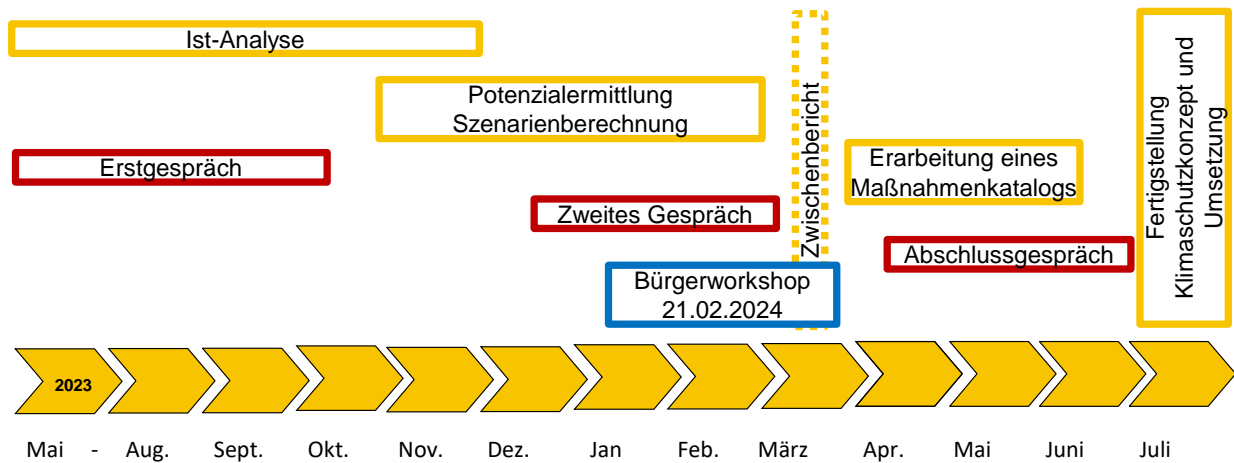 Ist-Analyse
Potenzialermittlung
Szenarienberechnung
Erstgespräch
Zweites Gespräch
Bürgerworkshop
21.02.2024
Zwischenbericht
Erarbeitung eines
Maßnahmenkatalogs
Abschlussgespräch
Fertigstellung
Klimaschutzkonzept und
Umsetzung
2023
Mai - Aug. Sept. Okt. Nov. Dez. Jan Feb. März Apr. Mai Juni Juli